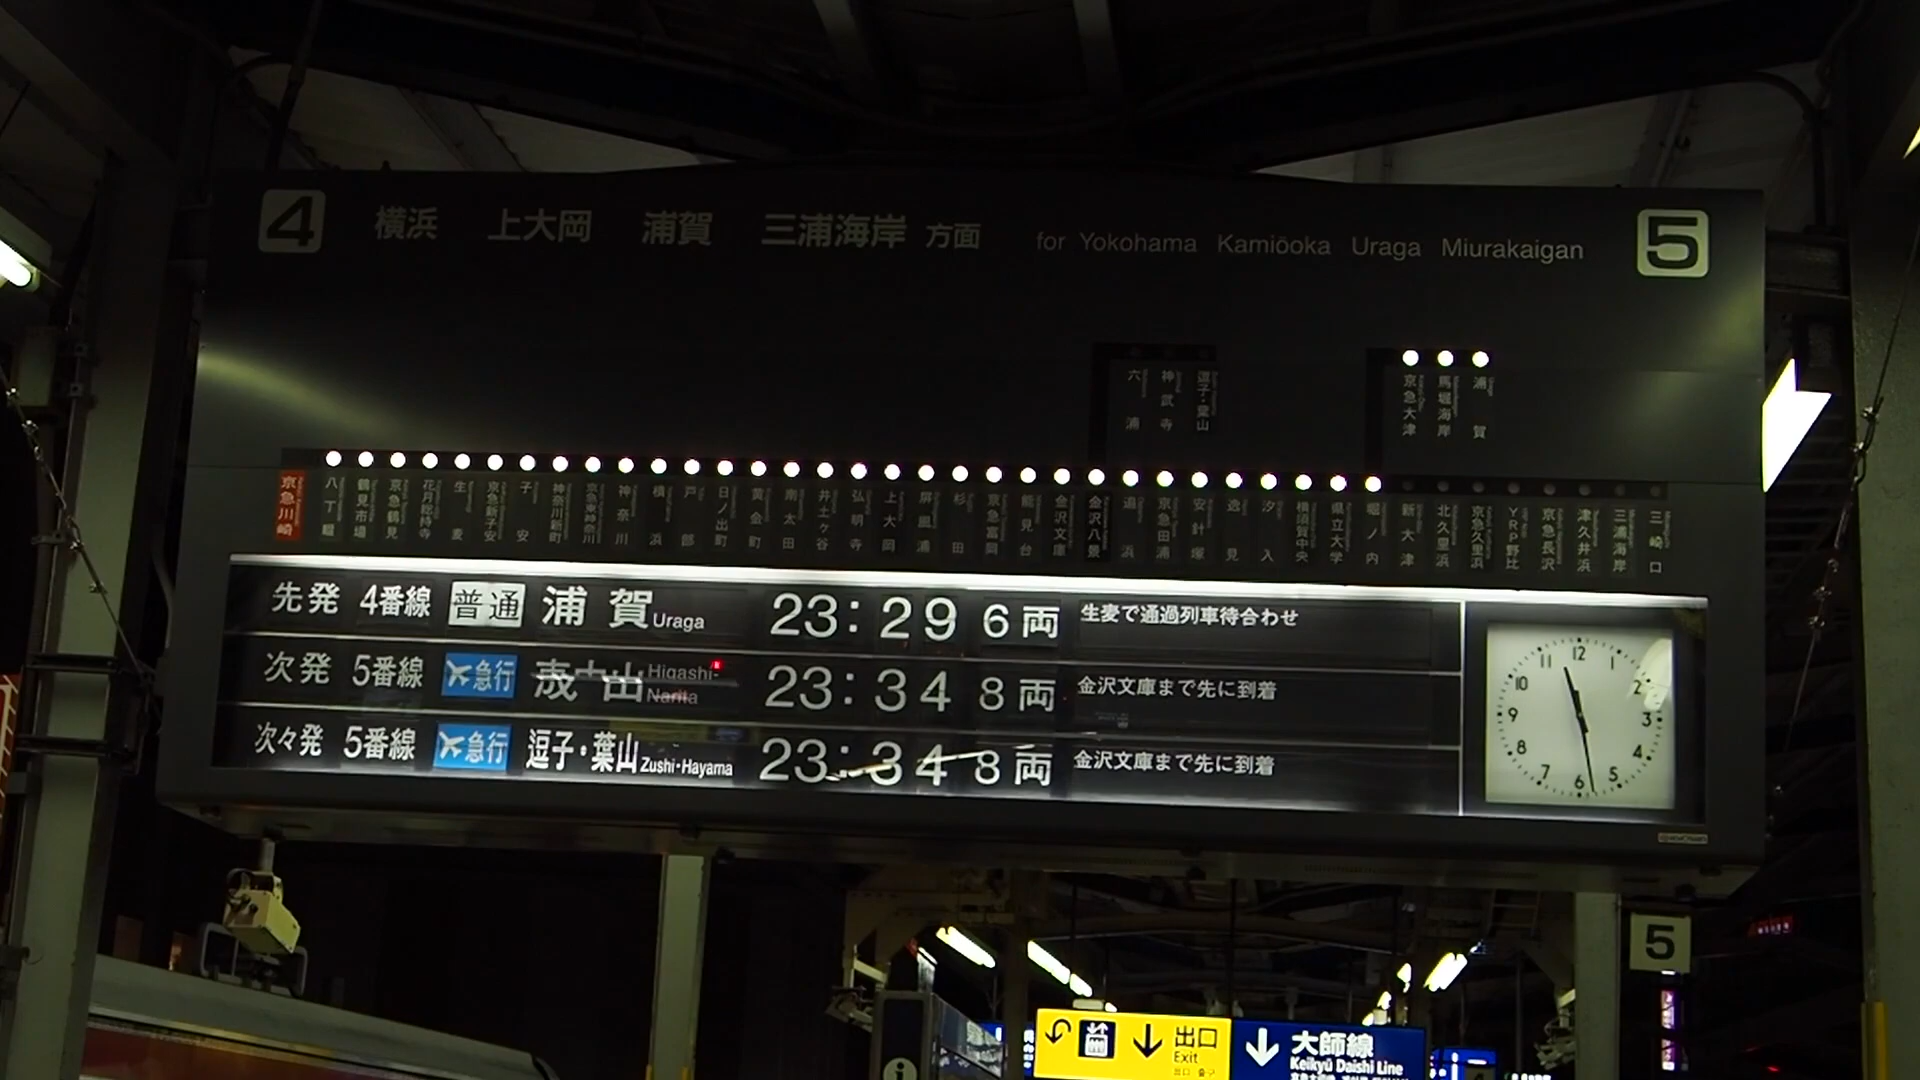 4 横浜 上大岡 浦賀 三浦海岸 方面 for Yokohama Kamiōoka Uraga Miurakaigan 5
六浦 神武寺 逗子・葉山
京急大津 馬堀海岸 浦賀
京急川崎 八丁畷 鶴見市場 京急鶴見 花月総持寺 生麦 京急新子安 子安 神奈川新町 京急東神奈川 神奈川 横浜 戸部 日ノ出町 黄金町 南太田 井土ヶ谷 弘明寺 上大岡 屏風浦 杉田 京急富岡 能見台 金沢文庫 金沢八景 追浜 京急田浦 安針塚 逸見 汐入 横須賀中央 県立大学 堀ノ内 新大津 北久里浜 京急久里浜 YRP野比 京急長沢 津久井浜 三浦海岸 三崎口
先発 4番線 普通 浦賀 Uraga 23:29 6両 生麦で通過列車待合わせ
次発 5番線 急行 Higashi- 23:34 8両 金沢文庫まで先に到着
Narita
次々発 5番線 急行 逗子・葉山 Zushi・Hayama 23:34 8両 金沢文庫まで先に到着
12 1 2 3 4 5 6 7 8 9 10 11
5
出口
Exit
大師線
Keikyū Daishi Line